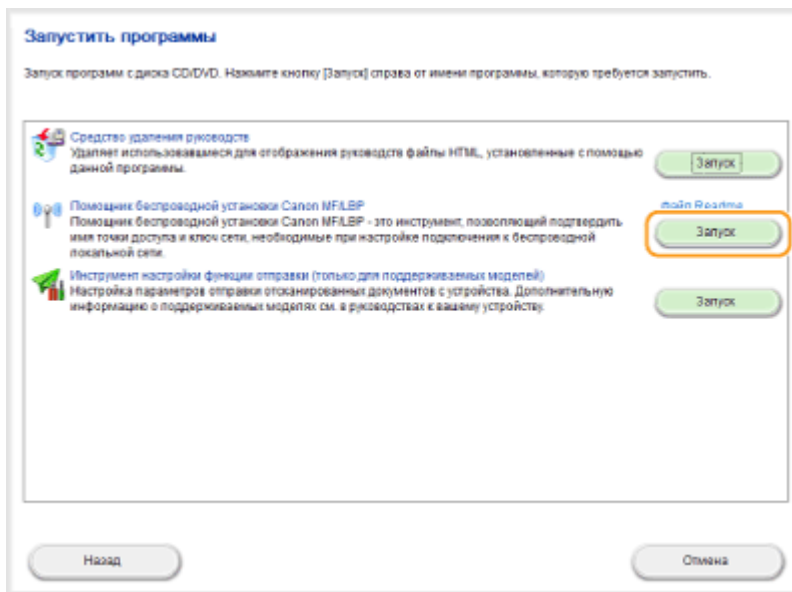 Запустить программы
Запуск программ с диска CD/DVD. Нажмите кнопку [Запуск] справа от имени программы, которую требуется запустить.
Средство удаления руководств
Удаляет использовавшиеся для отображения руководств файлы HTML, установленные с помощью
данной программы.
Запуск
Помощник беспроводной установки Canon MF/LBP
файл Readme
Помощник беспроводной установки Canon MF/LBP - это инструмент, позволяющий подтвердить
имя точки доступа и ключ сети, необходимые при настройке подключения к беспроводной
локальной сети.
Запуск
Инструмент настройки функции отправки (только для поддерживаемых моделей)
Настройка параметров отправки отсканированных документов с устройства. Дополнительную
информацию о поддерживаемых моделях см. в руководствах к вашему устройству.
Запуск
Назад
Отмена